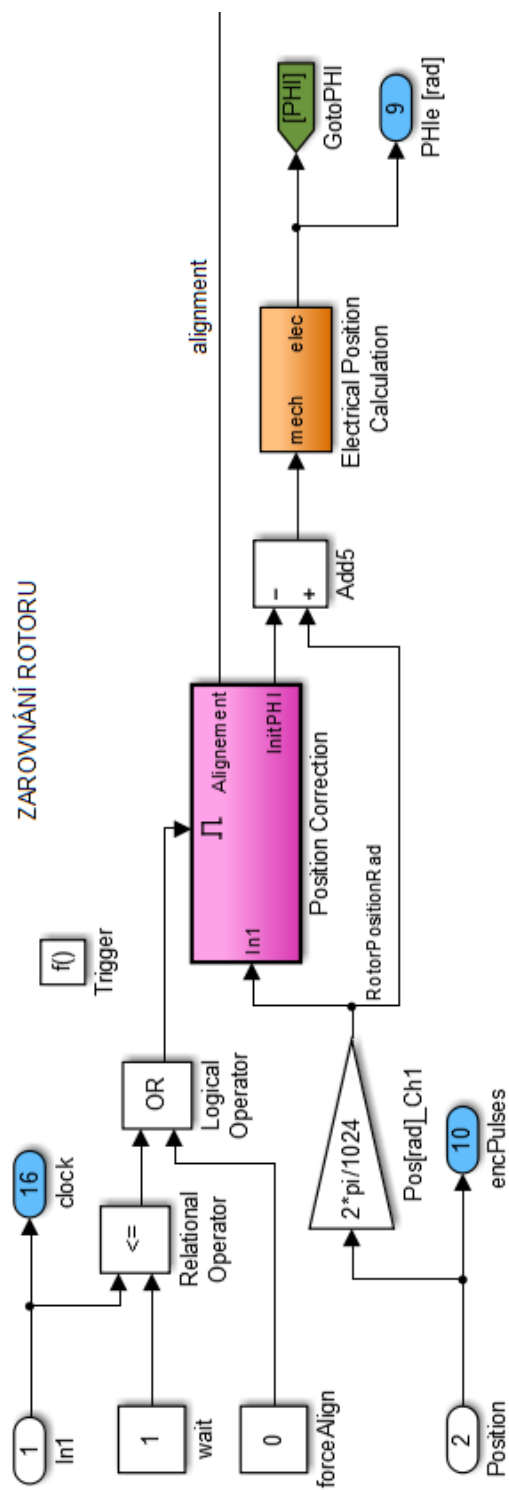 ZAROVNÁNÍ ROTORU
1
In1
16
clock
1
wait
<=
Relational
Operator
0
forceAlign
OR
Logical
Operator
f()
Trigger
In1
Alignement
InitPHI
Position Correction
alignment
2
Position
10
encPulses
2*pi/1024
Pos[rad]_Ch1
RotorPositionRad
−
+
Add5
mech
elec
Electrical Position
Calculation
[PHI]
GotoPHI
9
PHIe [rad]